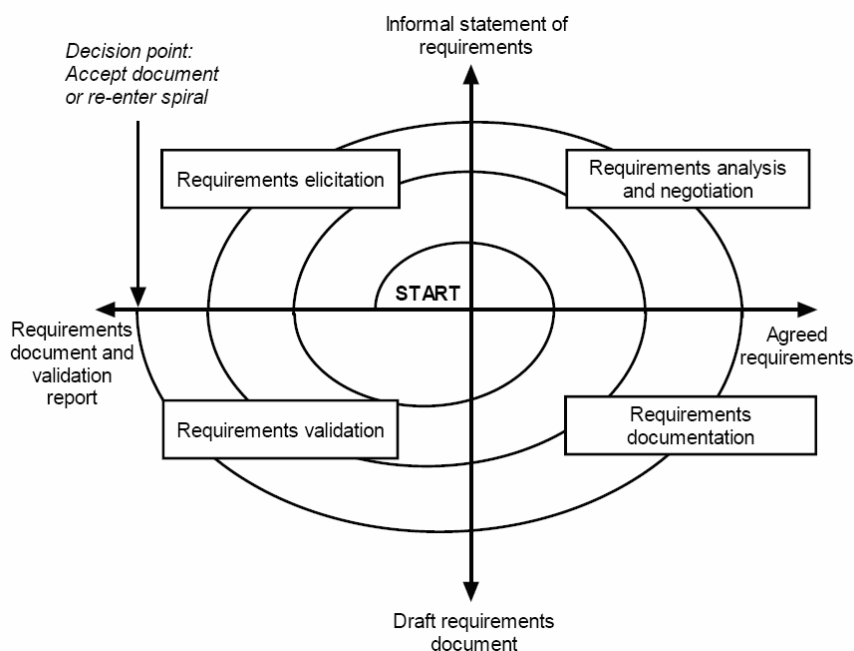 Informal statement of
requirements
Decision point:
Accept document
or re-enter spiral
Requirements elicitation
Requirements analysis
and negotiation
START
Requirements
document and
validation
report
Agreed
requirements
Requirements validation
Requirements
documentation
Draft requirements
document